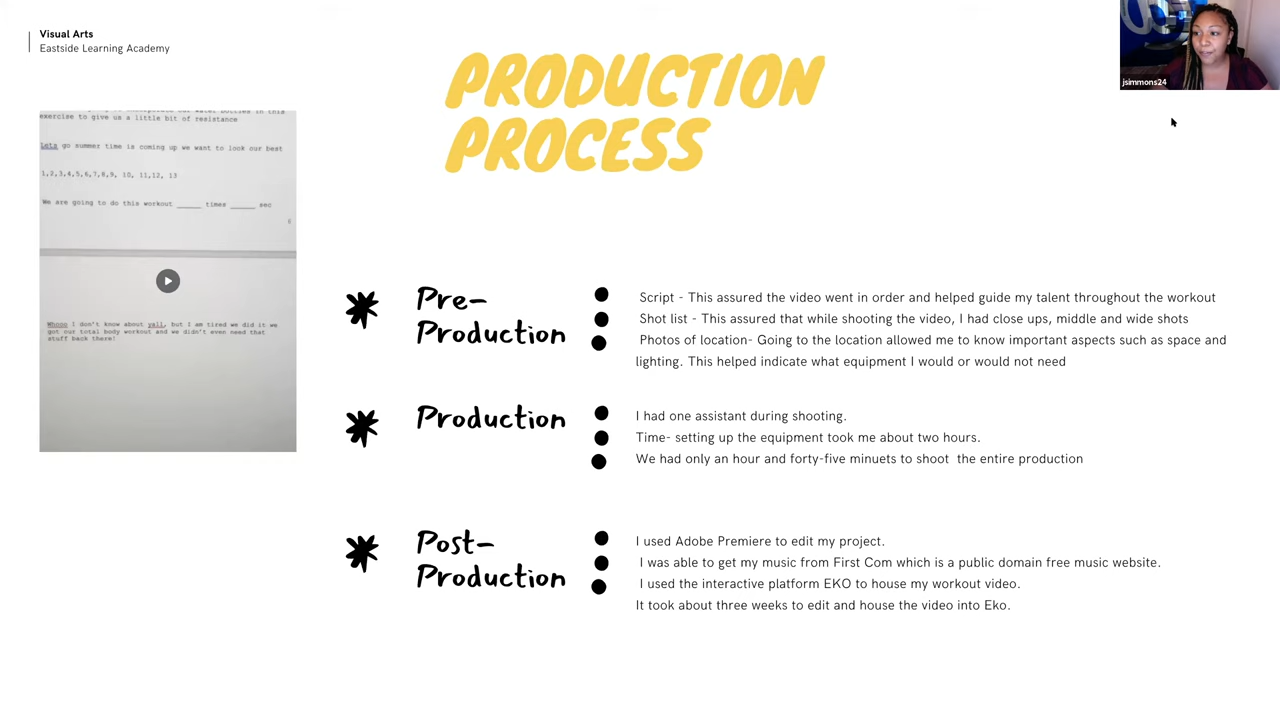 Visual Arts
Eastside Learning Academy
jsimmons24
PRODUCTION
PROCESS
exercise to give us a little bit of resistance
Lets go summer time is coming up we want to look our best
1,2,3,4,5,6,7,8,9, 10, 11,12, 13
We are going to do this workout _____ times _____ sec
Whooo I don't know about yall, but I am tired we did it we
got our total body workout and we didn't even need that
stuff back there!
Pre-
Production
Script - This assured the video went in order and helped guide my talent throughout the workout
Shot list - This assured that while shooting the video, I had close ups, middle and wide shots
Photos of location- Going to the location allowed me to know important aspects such as space and
lighting. This helped indicate what equipment I would or would not need
Production
I had one assistant during shooting.
Time- setting up the equipment took me about two hours.
We had only an hour and forty-five minuets to shoot  the entire production
Post-
Production
I used Adobe Premiere to edit my project.
I was able to get my music from First Com which is a public domain free music website.
I used the interactive platform EKO to house my workout video.
It took about three weeks to edit and house the video into Eko.